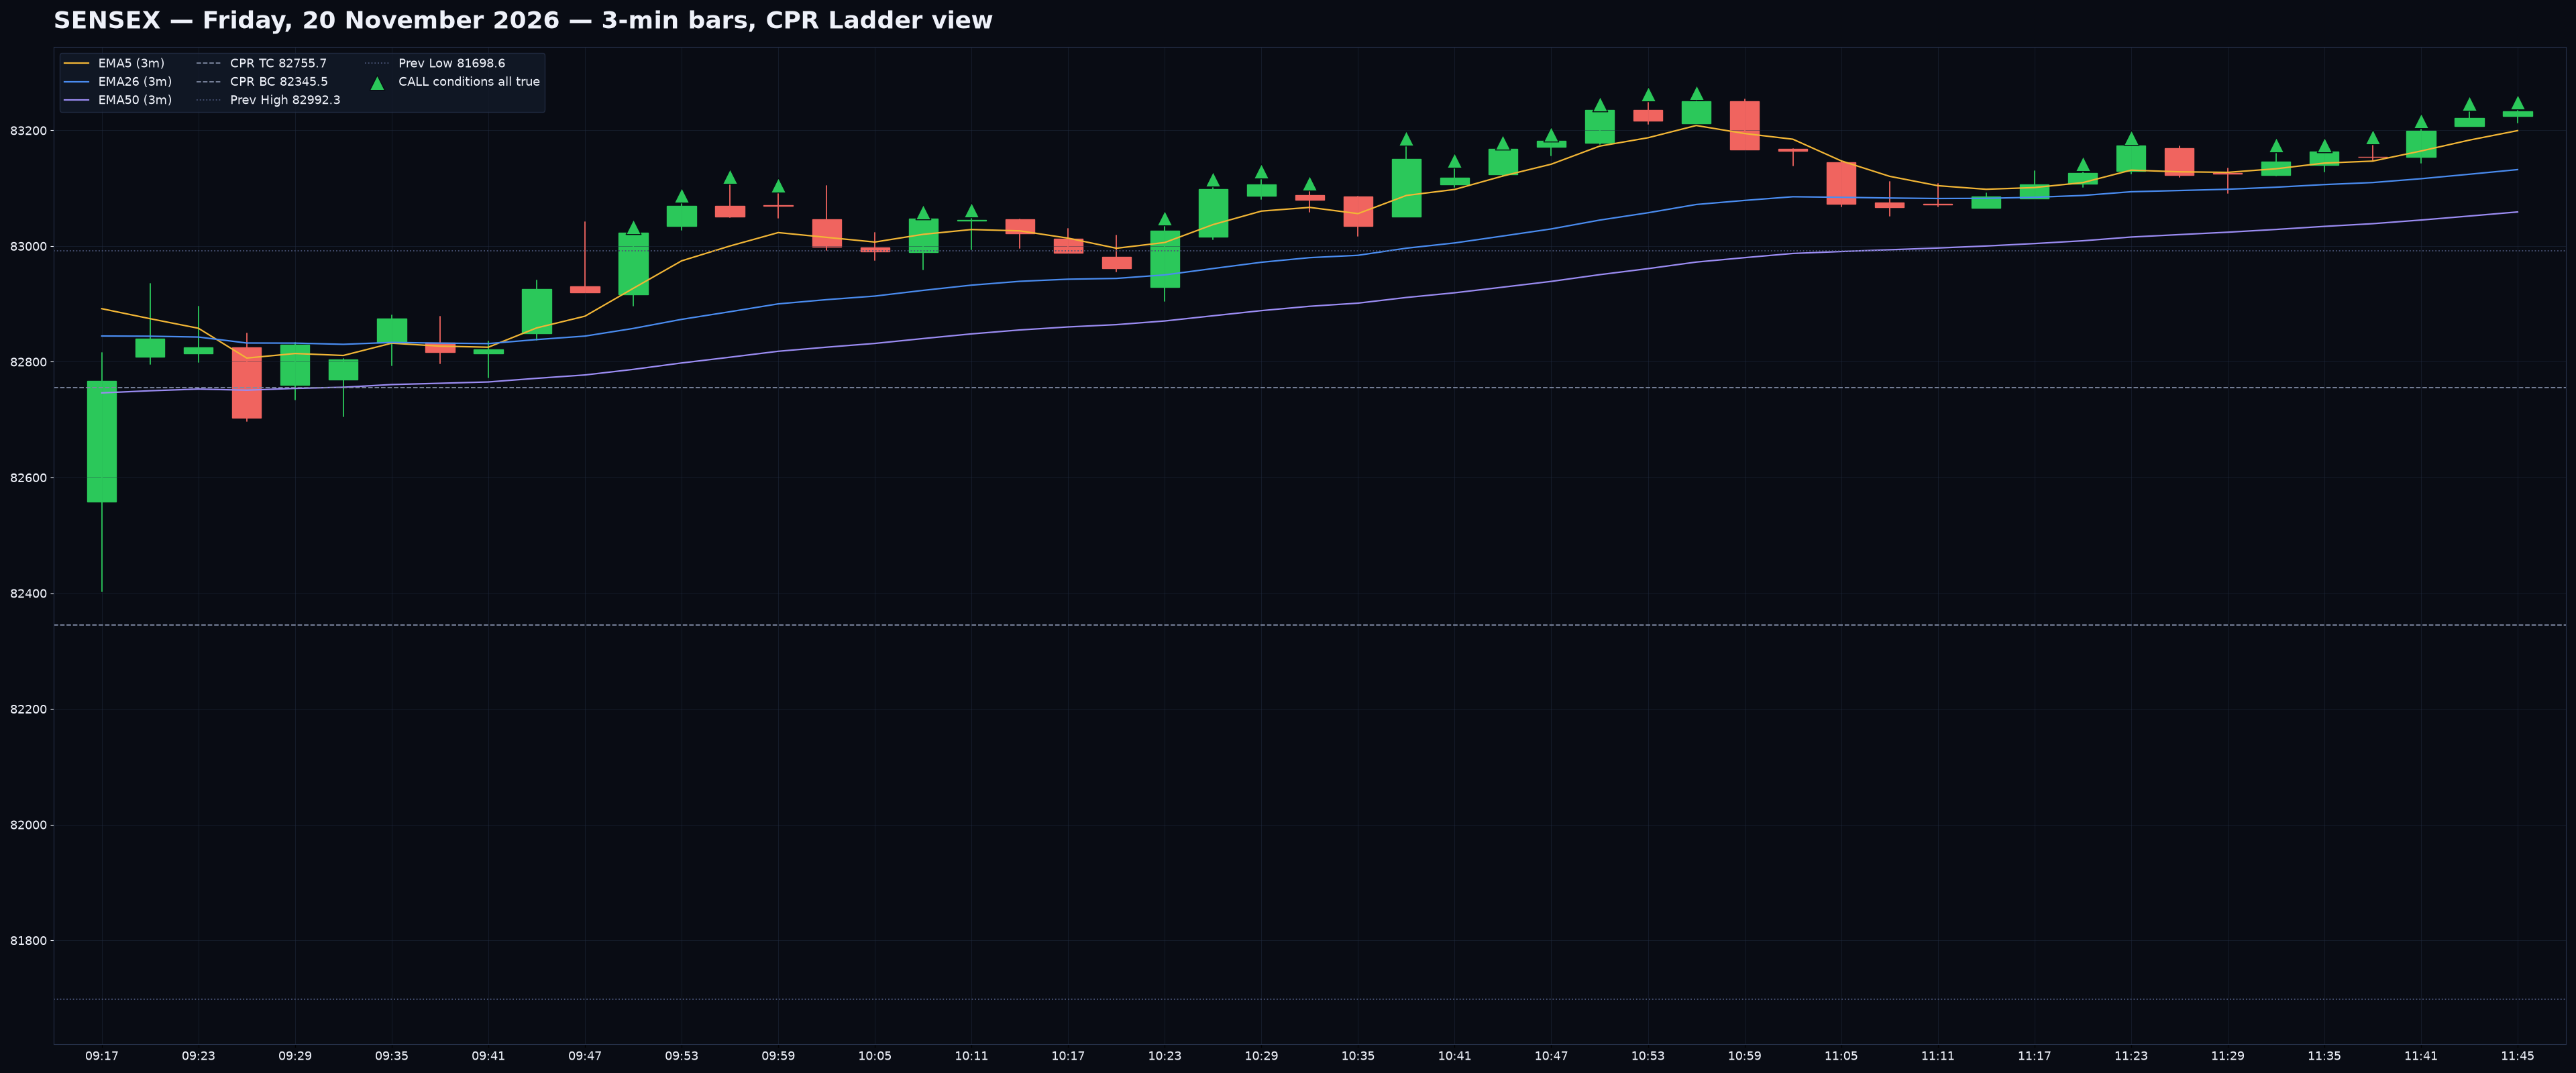 SENSEX — Friday, 20 November 2026 — 3-min bars, CPR Ladder view
EMA5 (3m)
EMA26 (3m)
EMA50 (3m)
CPR TC 82755.7
CPR BC 82345.5
Prev High 82992.3
Prev Low 81698.6
CALL conditions all true
83200
83000
82800
82600
82400
82200
82000
81800
09:17 09:23 09:29 09:35 09:41 09:47 09:53 09:59 10:05 10:11 10:17 10:23 10:29 10:35 10:41 10:47 10:53 10:59 11:05 11:11 11:17 11:23 11:29 11:35 11:41 11:45